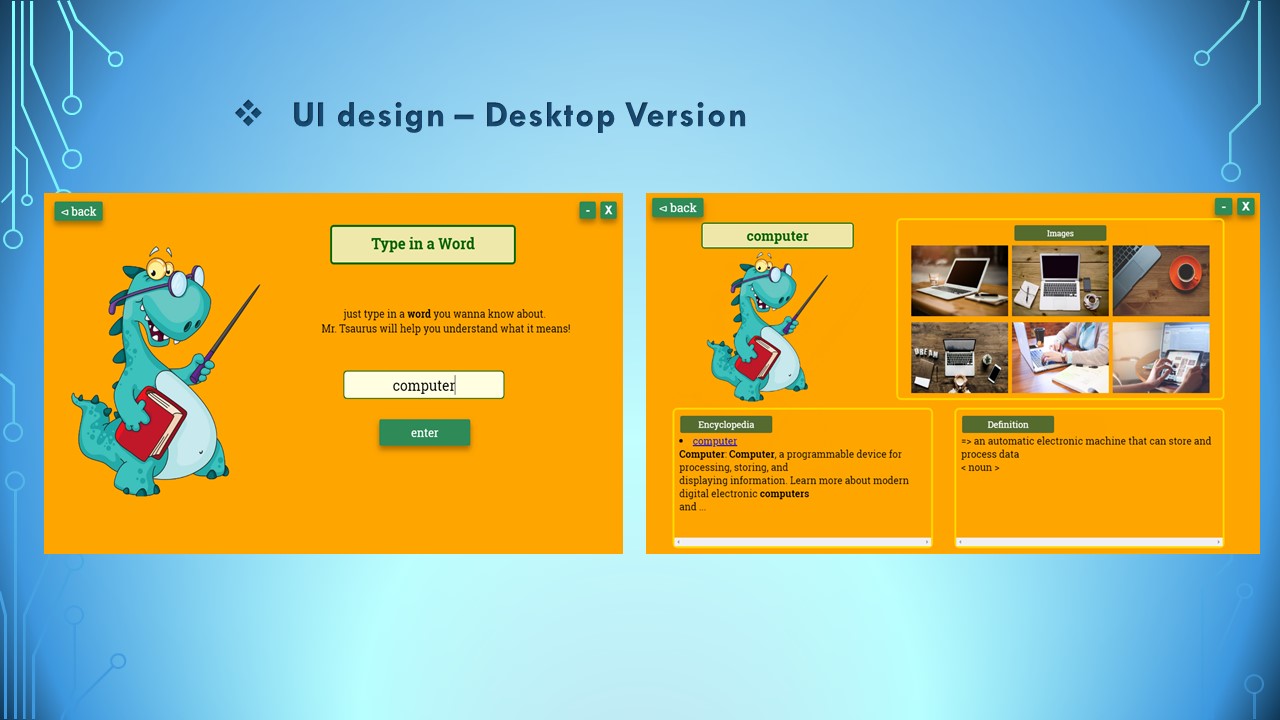 ❖ UI design – Desktop Version
⊲ back
-
X
Type in a Word
just type in a word you wanna know about.
Mr. Tsaurus will help you understand what it means!
computer
enter
⊲ back
-
X
computer
Images
DREAM
Encyclopedia
• computer
Computer: Computer, a programmable device for
processing, storing, and
displaying information. Learn more about modern
digital electronic computers
and ...
Definition
=> an automatic electronic machine that can store and
process data
< noun >